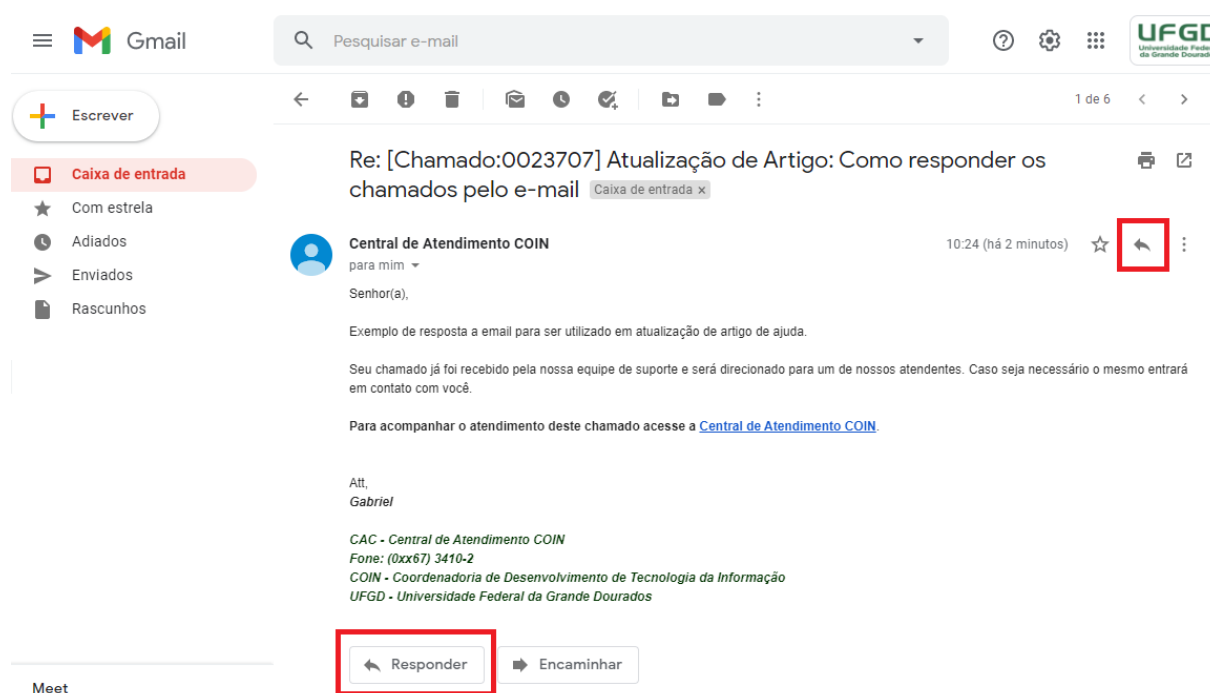 Gmail
Pesquisar e-mail
UFGD
Universidade Fede
da Grande Dourad
Escrever
1 de 6
Caixa de entrada
Com estrela
Adiados
Enviados
Rascunhos
Re: [Chamado:0023707] Atualização de Artigo: Como responder os
chamados pelo e-mail Caixa de entrada x
Central de Atendimento COIN
10:24 (há 2 minutos)
para mim
Senhor(a),
Exemplo de resposta a email para ser utilizado em atualização de artigo de ajuda.
Seu chamado já foi recebido pela nossa equipe de suporte e será direcionado para um de nossos atendentes. Caso seja necessário o mesmo entrará
em contato com você.
Para acompanhar o atendimento deste chamado acesse a Central de Atendimento COIN.
Att,
Gabriel
CAC - Central de Atendimento COIN
Fone: (0xx67) 3410-2
COIN - Coordenadoria de Desenvolvimento de Tecnologia da Informação
UFGD - Universidade Federal da Grande Dourados
Responder
Encaminhar
Meet